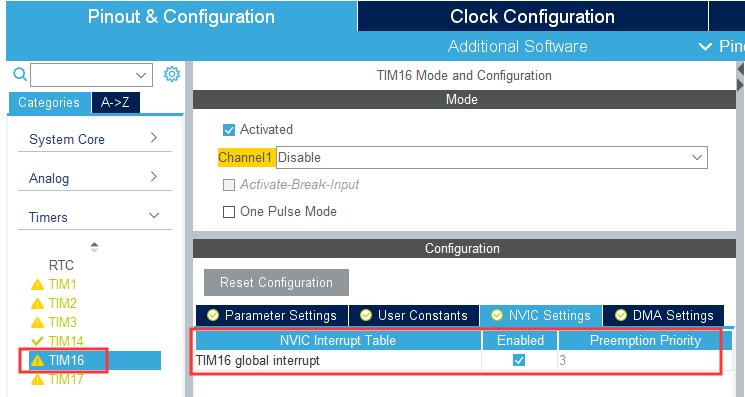 Pinout & Configuration
Clock Configuration
Additional Software
Pin
Categories
A->Z
System Core
Analog
Timers
RTC
TIM1
TIM2
TIM3
TIM14
TIM16
TIM17
TIM16 Mode and Configuration
Mode
Activated
Channel1 Disable
Activate-Break-Input
One Pulse Mode
Configuration
Reset Configuration
Parameter Settings
User Constants
NVIC Settings
DMA Settings
NVIC Interrupt Table Enabled Preemption Priority
TIM16 global interrupt 3